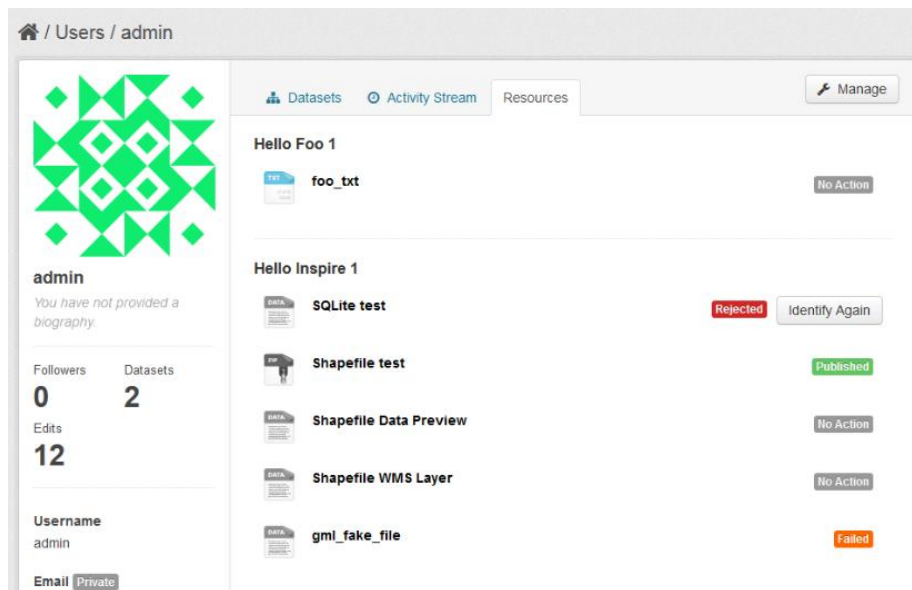 / Users / admin
Datasets
Activity Stream
Resources
Manage
Hello Foo 1
TXT
foo_txt
No Action
Hello Inspire 1
DATA
SQLite test
Rejected
Identify Again
ZIP
Shapefile test
Published
DATA
Shapefile Data Preview
No Action
DATA
Shapefile WMS Layer
No Action
DATA
gml_fake_file
Failed
admin
You have not provided a
biography.
Followers Datasets
0 2
Edits
12
Username
admin
Email Private